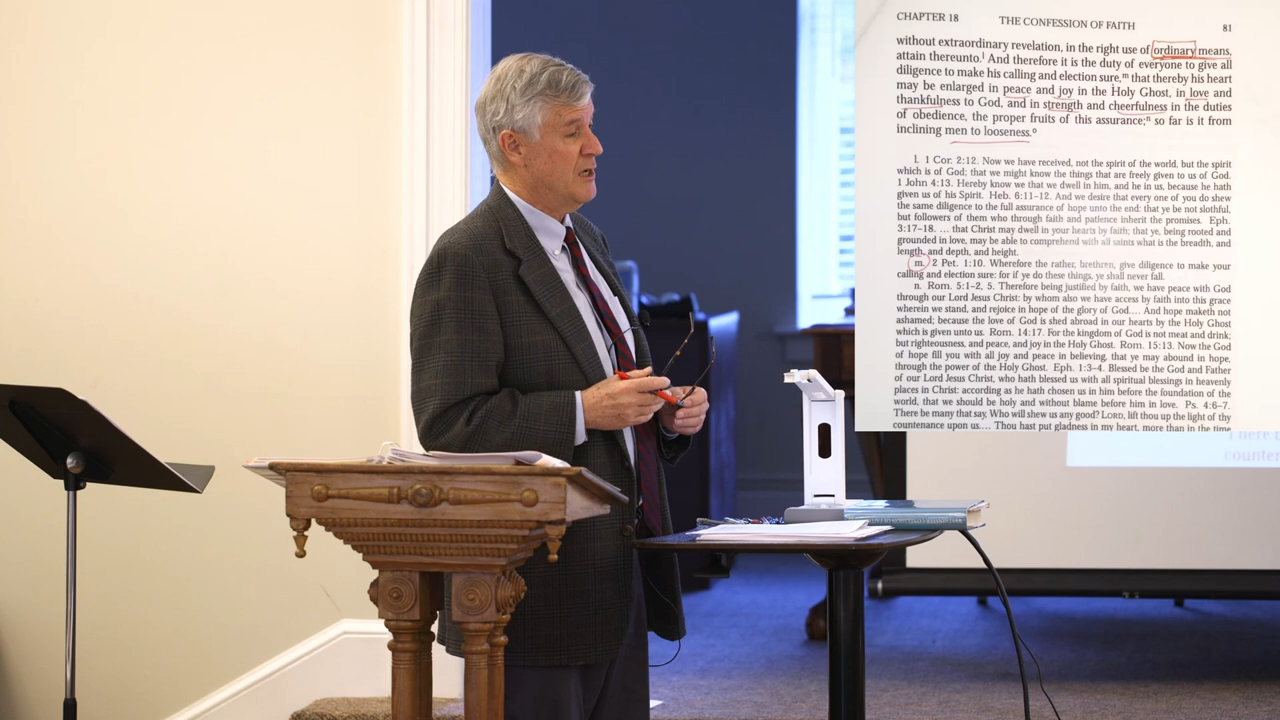 CHAPTER 18 THE CONFESSION OF FAITH 81
without extraordinary revelation, in the right use of ordinary means,
attain thereunto.l And therefore it is the duty of everyone to give all
diligence to make his calling and election sure,m that thereby his heart
may be enlarged in peace and joy in the Holy Ghost, in love and
thankfulness to God, and in strength and cheerfulness in the duties
of obedience, the proper fruits of this assurance;n so far is it from
inclining men to looseness.o
l. 1 Cor. 2:12. Now we have received, not the spirit of the world, but the spirit
which is of God; that we might know the things that are freely given to us of God.
1 John 4:13. Hereby know we that we dwell in him, and he in us, because he hath
given us of his Spirit. Heb. 6:11–12. And we desire that every one of you do shew
the same diligence to the full assurance of hope unto the end: that ye be not slothful,
but followers of them who through faith and patience inherit the promises. Eph.
3:17–18. … that Christ may dwell in your hearts by faith; that ye, being rooted and
grounded in love, may be able to comprehend with all saints what is the breadth, and
length, and depth, and height.
m. 2 Pet. 1:10. Wherefore the rather, brethren, give diligence to make your
calling and election sure: for if ye do these things, ye shall never fall.
n. Rom. 5:1–2, 5. Therefore being justified by faith, we have peace with God
through our Lord Jesus Christ: by whom also we have access by faith into this grace
wherein we stand, and rejoice in hope of the glory of God.… And hope maketh not
ashamed; because the love of God is shed abroad in our hearts by the Holy Ghost
which is given unto us. Rom. 14:17. For the kingdom of God is not meat and drink;
but righteousness, and peace, and joy in the Holy Ghost. Rom. 15:13. Now the God
of hope fill you with all joy and peace in believing, that ye may abound in hope,
through the power of the Holy Ghost. Eph. 1:3–4. Blessed be the God and Father
of our Lord Jesus Christ, who hath blessed us with all spiritual blessings in heavenly
places in Christ: according as he hath chosen us in him before the foundation of the
world, that we should be holy and without blame before him in love. Ps. 4:6–7.
There be many that say, Who will shew us any good? LORD, lift thou up the light of thy
countenance upon us.… Thou hast put gladness in my heart, more than in the time
There b
counten